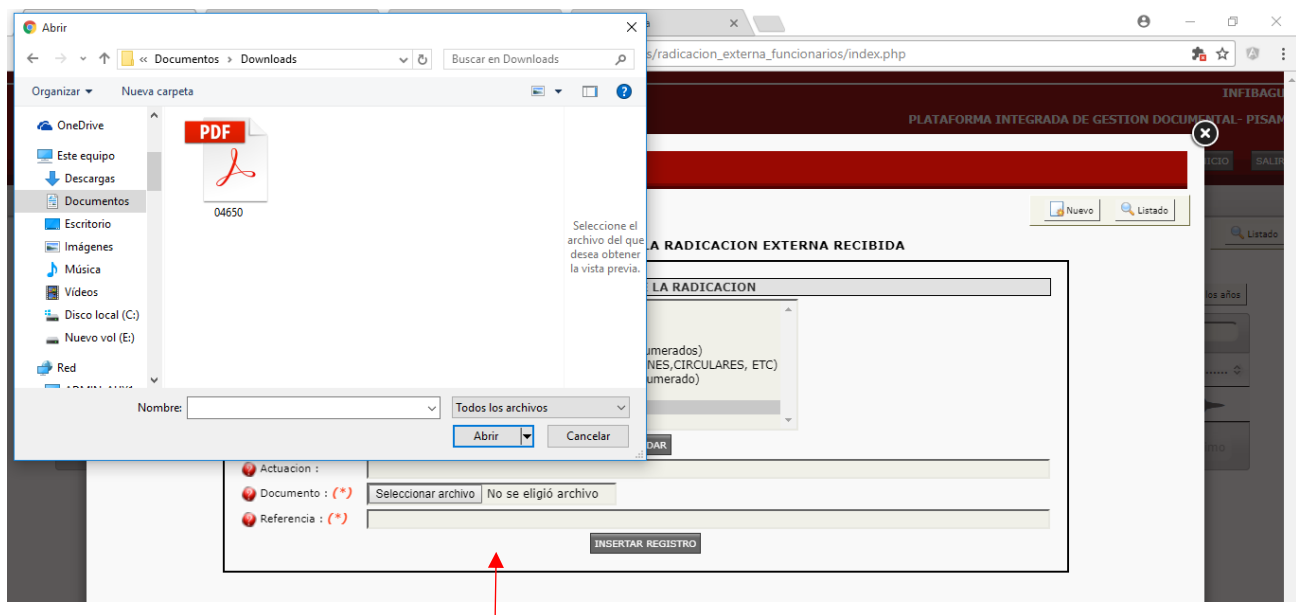 Abrir
« Documentos › Downloads
Buscar en Downloads
s/radicacion_externa_funcionarios/index.php
Organizar
Nueva carpeta
INFIBAGU
PLATAFORMA INTEGRADA DE GESTION DOCUMENTAL- PISAM
ICIO
SALIR
OneDrive
Este equipo
Descargas
Documentos
Escritorio
Imágenes
Música
Vídeos
Disco local (C:)
Nuevo vol (E:)
Red
PDF
04650
Seleccione el
archivo del que
desea obtener
la vista previa.
Nombre:
Todos los archivos
Abrir
Cancelar
Nuevo
Listado
Listado
LA RADICACION EXTERNA RECIBIDA
LA RADICACION
los años
umerados)
NES,CIRCULARES, ETC)
umerado)
DAR
Actuacion :
Documento : (*)
Seleccionar archivo
No se eligió archivo
Referencia : (*)
INSERTAR REGISTRO